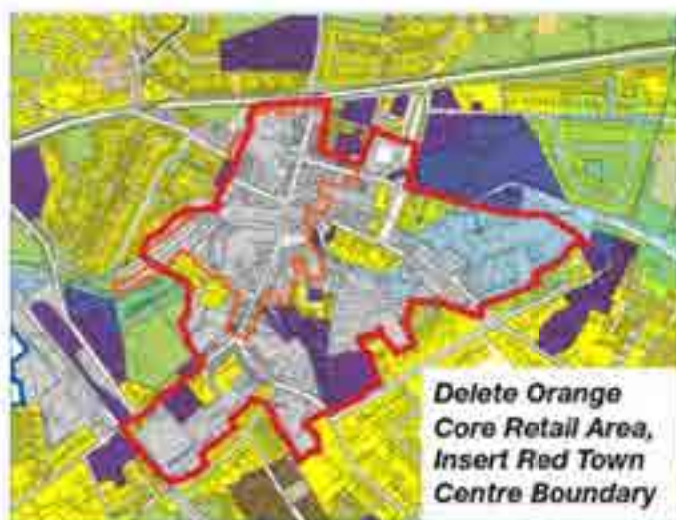 Delete Orange
Core Retail Area,
Insert Red Town
Centre Boundary